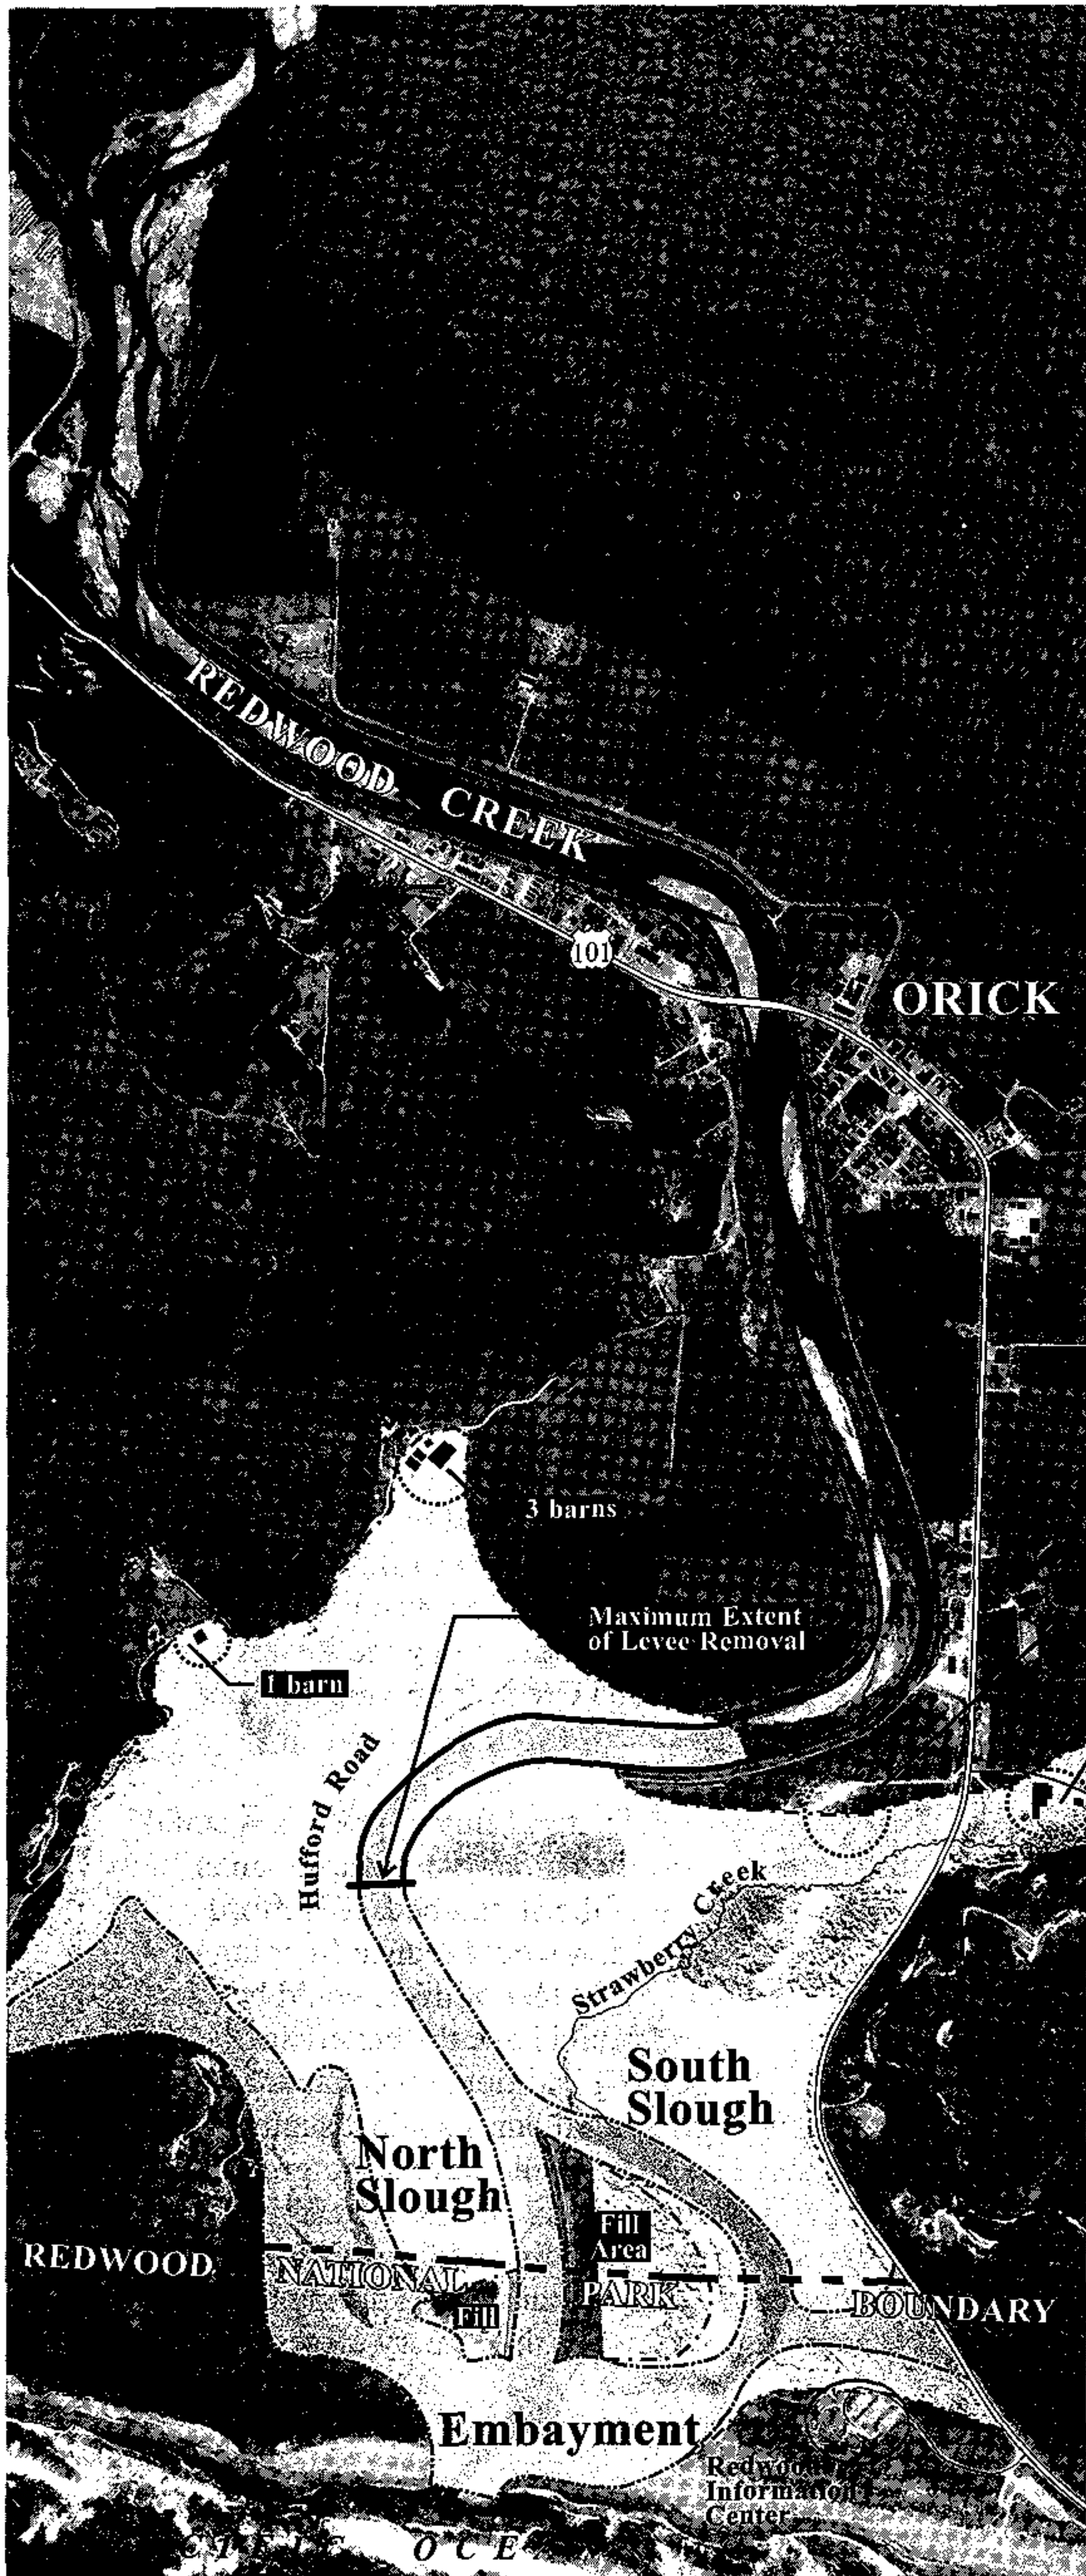 REDWOOD CREEK
101
ORICK
3 barns
Maximum Extent
of Levee Removal
1 barn
Hufford Road
Strawberry Creek
South
Slough
North
Slough
Fill
Area
REDWOOD NATIONAL PARK BOUNDARY
Fill
Embayment
Redwood
Information
Center